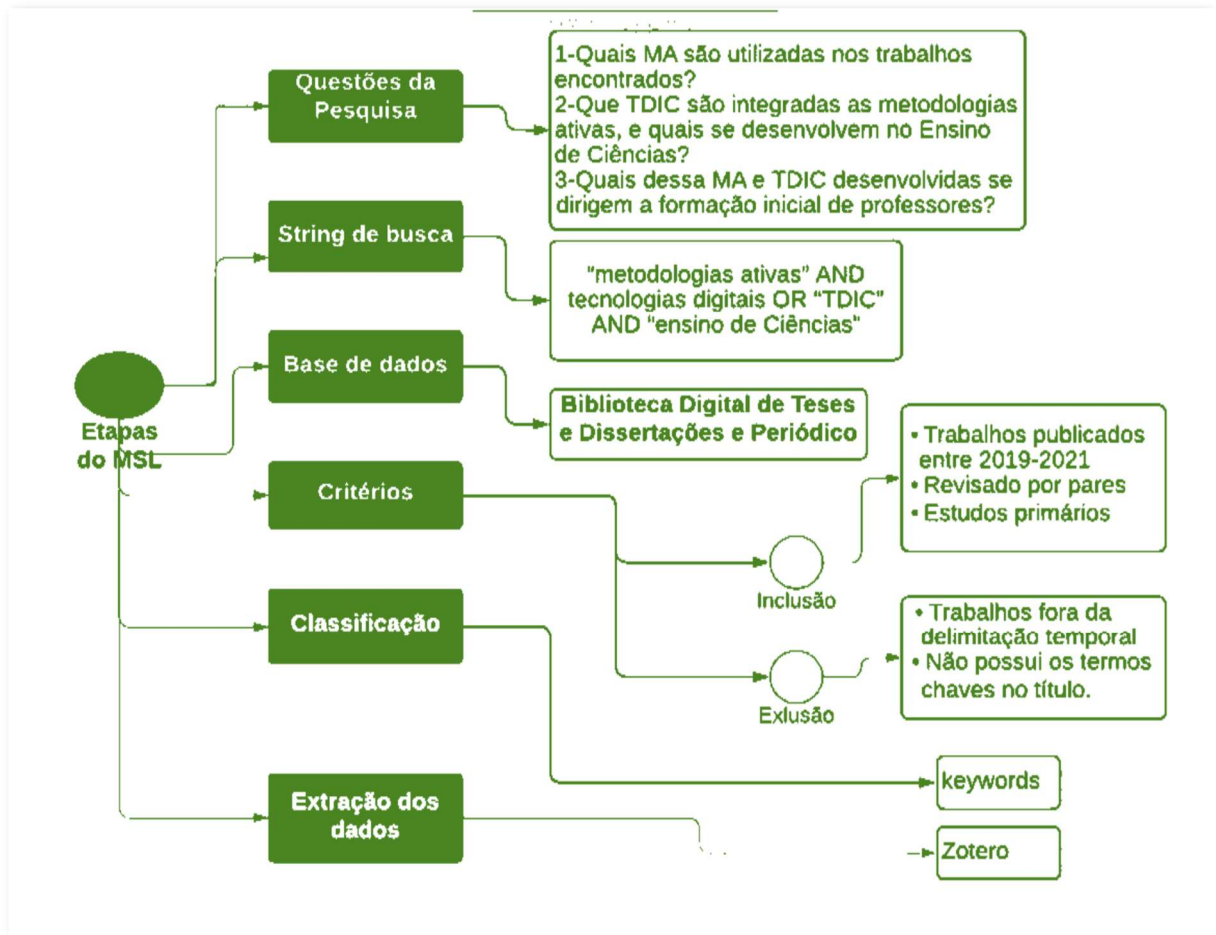 Questões da
Pesquisa
1-Quais MA são utilizadas nos trabalhos
encontrados?
2-Que TDIC são integradas as metodologias
ativas, e quais se desenvolvem no Ensino
de Ciências?
3-Quais dessa MA e TDIC desenvolvidas se
dirigem a formação inicial de professores?
String de busca
"metodologias ativas" AND
tecnologias digitais OR "TDIC"
AND "ensino de Ciências"
Base de dados
Biblioteca Digital de Teses
e Dissertações e Periódico
Etapas
do MSL
Critérios
Inclusão
• Trabalhos publicados
entre 2019-2021
• Revisado por pares
• Estudos primários
Exlusão
• Trabalhos fora da
delimitação temporal
• Não possui os termos
chaves no título.
Classificação
keywords
Extração dos
dados
Zotero